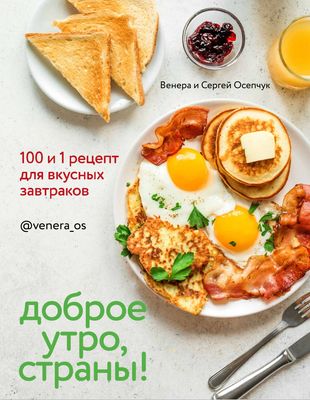 Венера и Сергей Осепчук
100 и 1 рецепт
для вкусных
завтраков
@venera_os
доброе
утро,
страны!